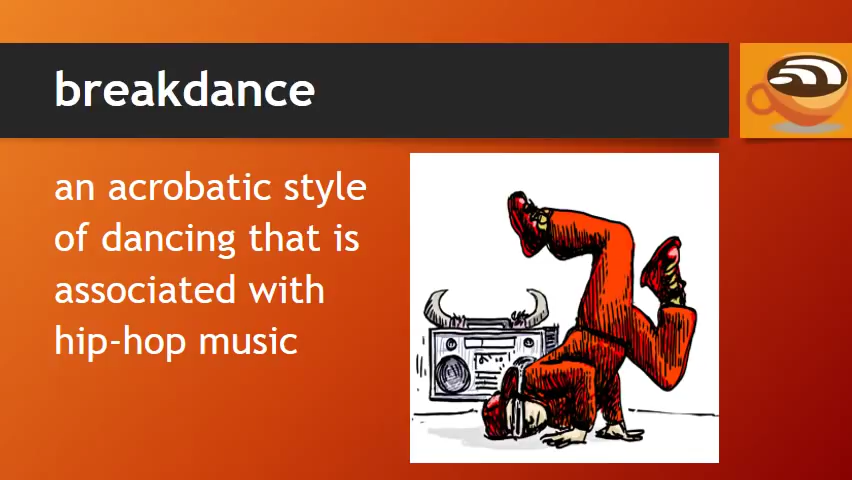 breakdance
an acrobatic style
of dancing that is
associated with
hip-hop music